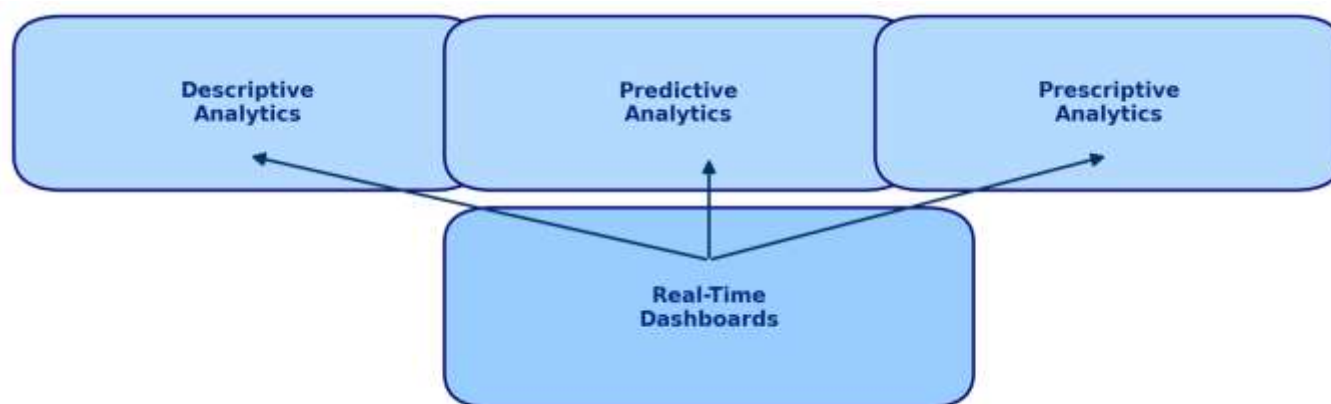 Descriptive
Analytics
Predictive
Analytics
Prescriptive
Analytics
Real-Time
Dashboards